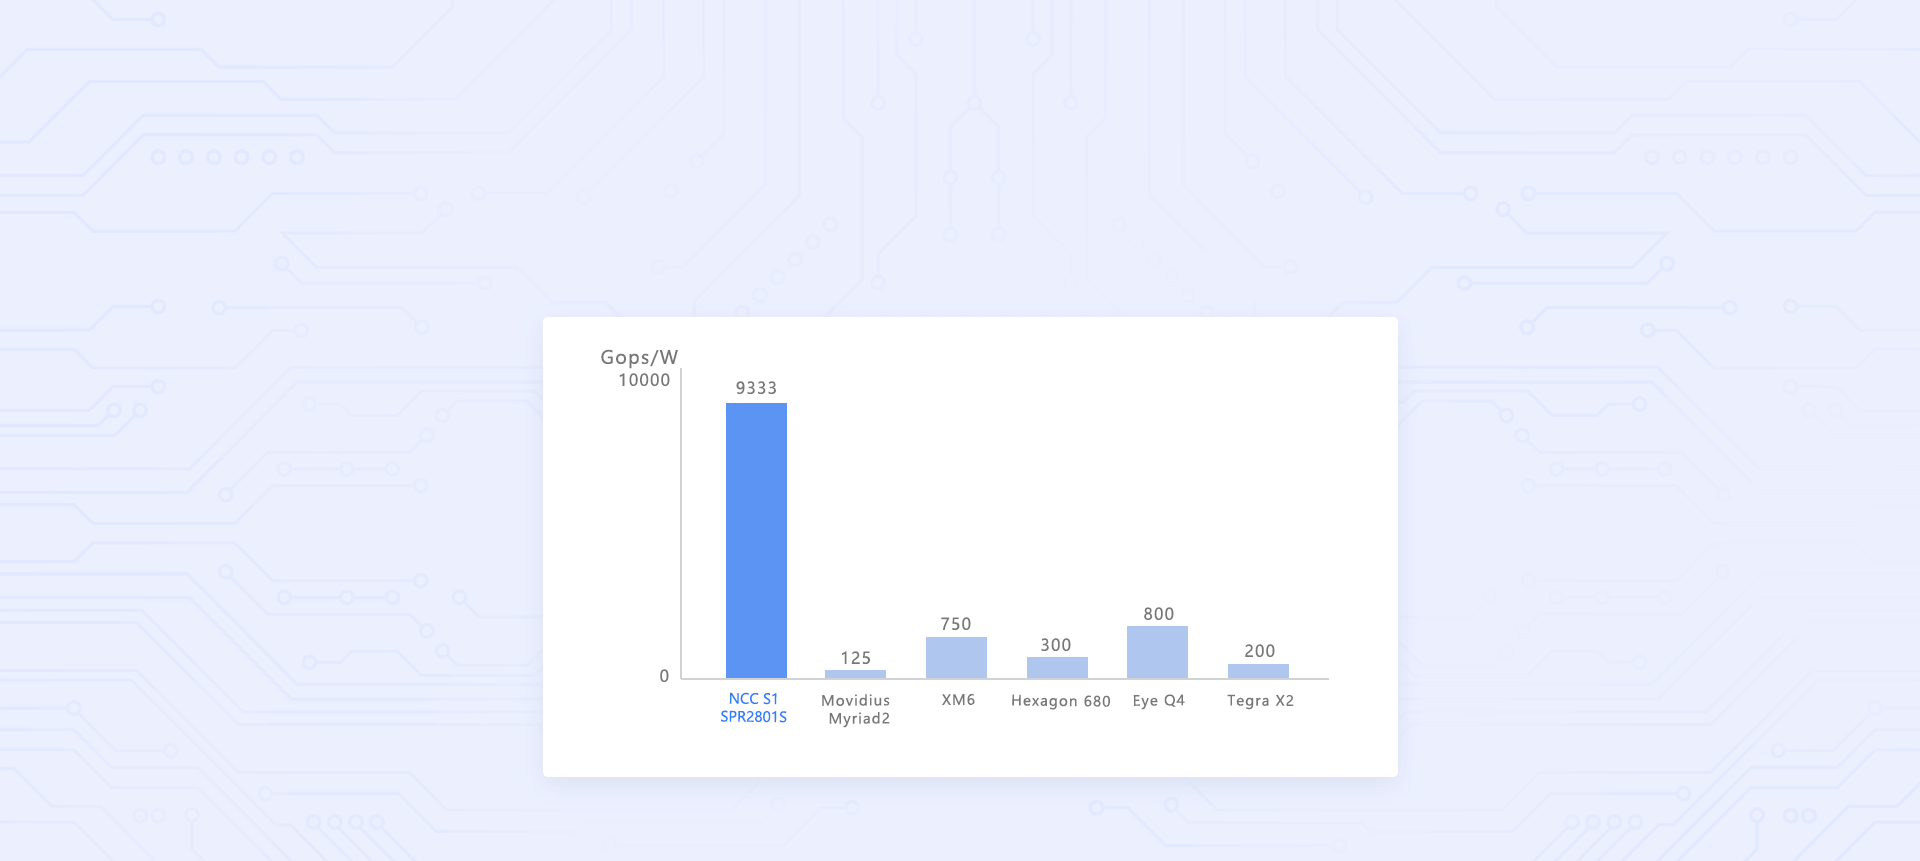 Gops/W
10000
9333
800
750
300
200
125
0
NCC S1
SPR2801S
Movidius
Myriad2
XM6
Hexagon 680
Eye Q4
Tegra X2